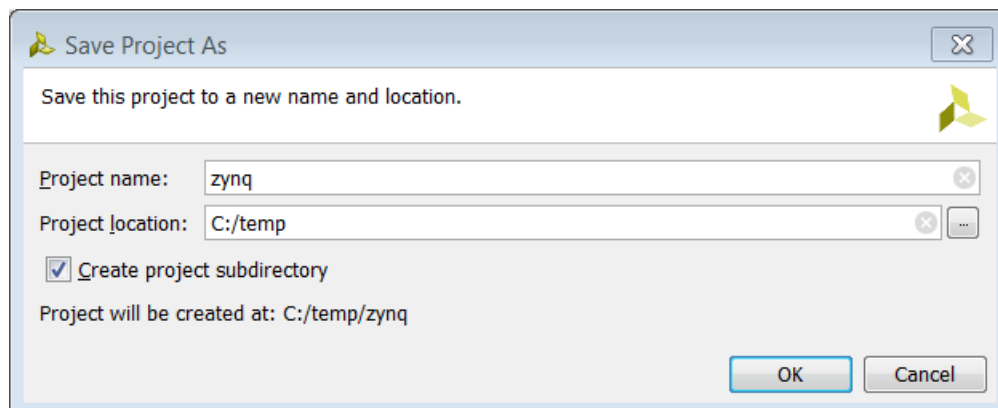 Save Project As
Save this project to a new name and location.
Project name: zynq
Project location: C:/temp ...
Create project subdirectory
Project will be created at: C:/temp/zynq
OK Cancel